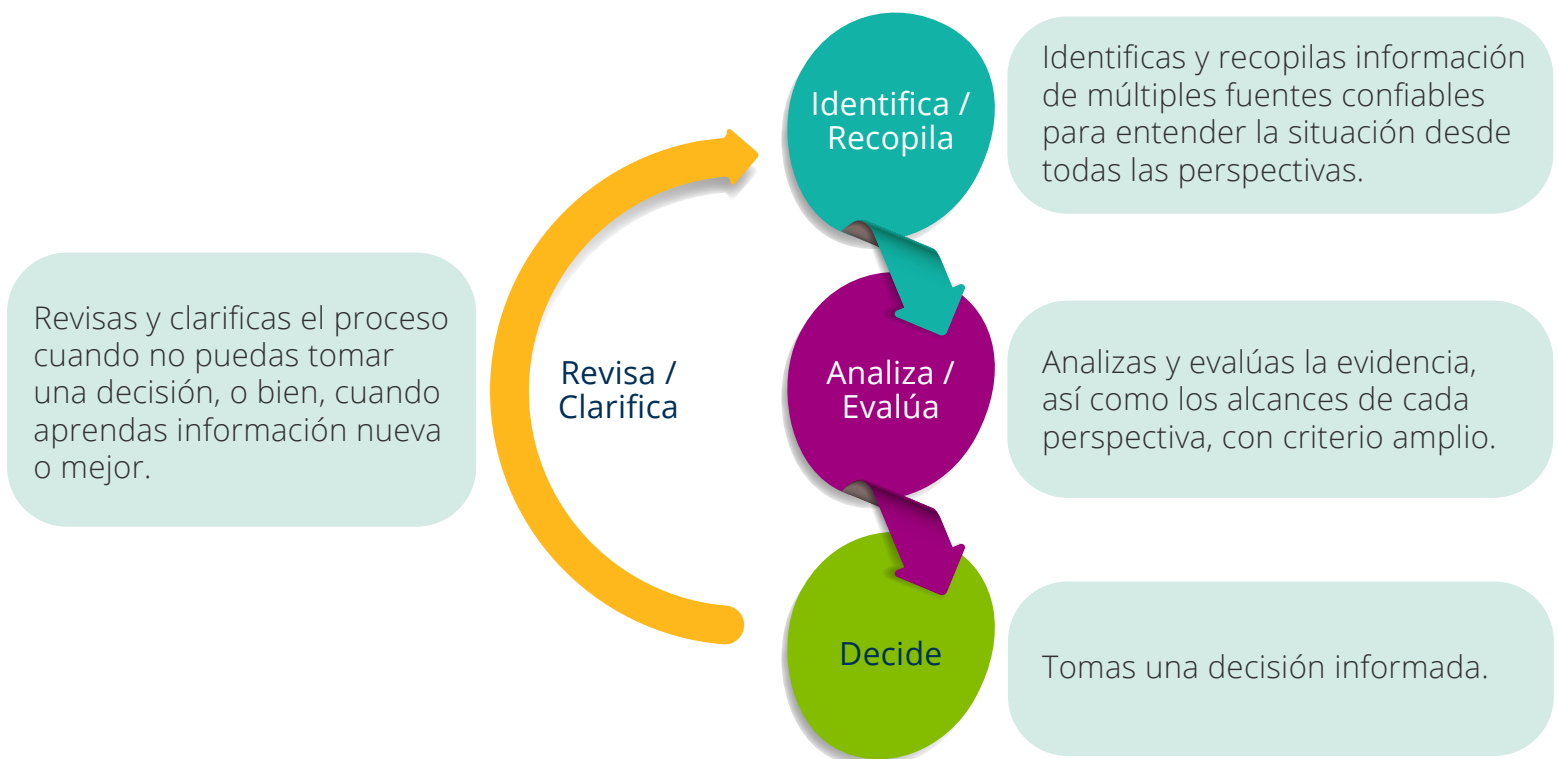 Identifica /
Recopila
Identificas y recopilas información
de múltiples fuentes confiables
para entender la situación desde
todas las perspectivas.
Revisas y clarificas el proceso
cuando no puedas tomar
una decisión, o bien, cuando
aprendas información nueva
o mejor.
Revisa /
Clarifica
Analiza /
Evalúa
Analizas y evalúas la evidencia,
así como los alcances de cada
perspectiva, con criterio amplio.
Decide
Tomas una decisión informada.